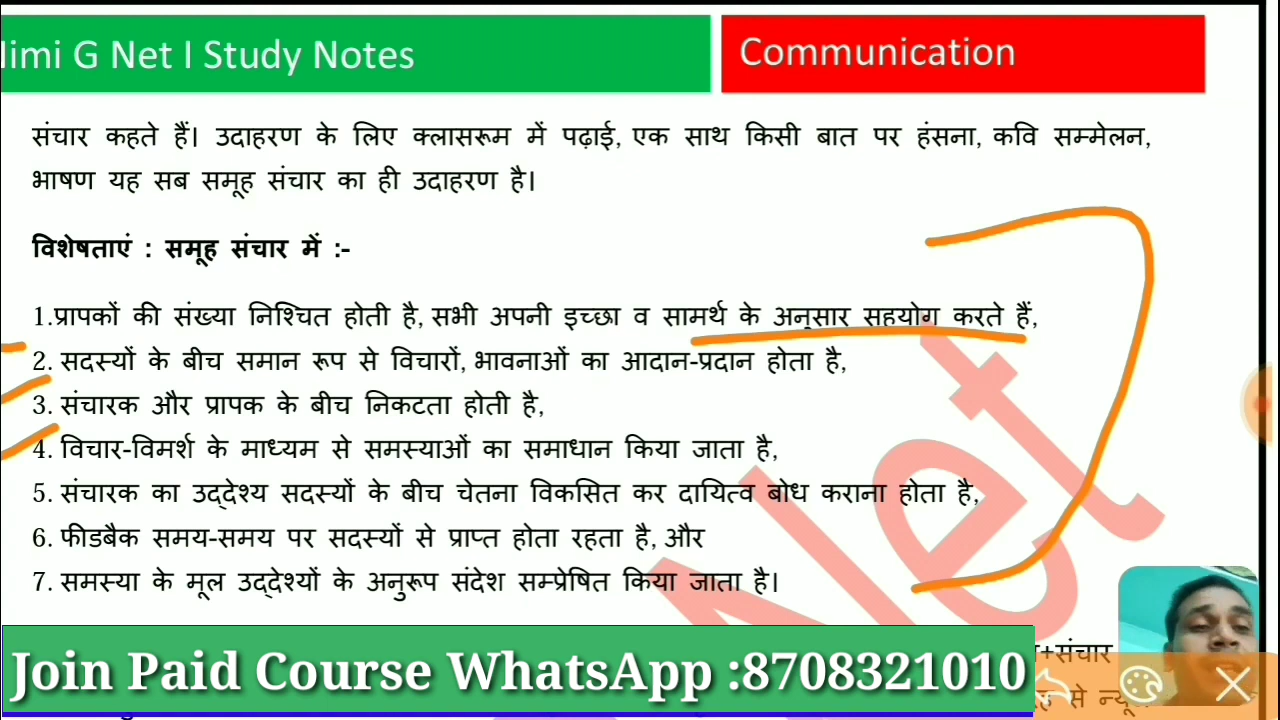 imi G Net I Study Notes
Communication
संचार कहते हैं। उदाहरण के लिए क्लासरूम में पढ़ाई, एक साथ किसी बात पर हंसना, कवि सम्मेलन,
भाषण यह सब समूह संचार का ही उदाहरण है।
विशेषताएं : समूह संचार में :-
1.प्रापकों की संख्या निश्चित होती है, सभी अपनी इच्छा व सामर्थ के अनुसार सहयोग करते हैं,
2. सदस्यों के बीच समान रूप से विचारों, भावनाओं का आदान-प्रदान होता है,
3. संचारक और प्रापक के बीच निकटता होती है,
4. विचार-विमर्श के माध्यम से समस्याओं का समाधान किया जाता है,
5. संचारक का उद्देश्य सदस्यों के बीच चेतना विकसित कर दायित्व बोध कराना होता है,
6. फीडबैक समय-समय पर सदस्यों से प्राप्त होता रहता है, और
7. समस्या के मूल उद्देश्यों के अनुरूप संदेश सम्प्रेषित किया जाता है।
Net
+संचार
से
Join Paid Course WhatsApp :8708321010